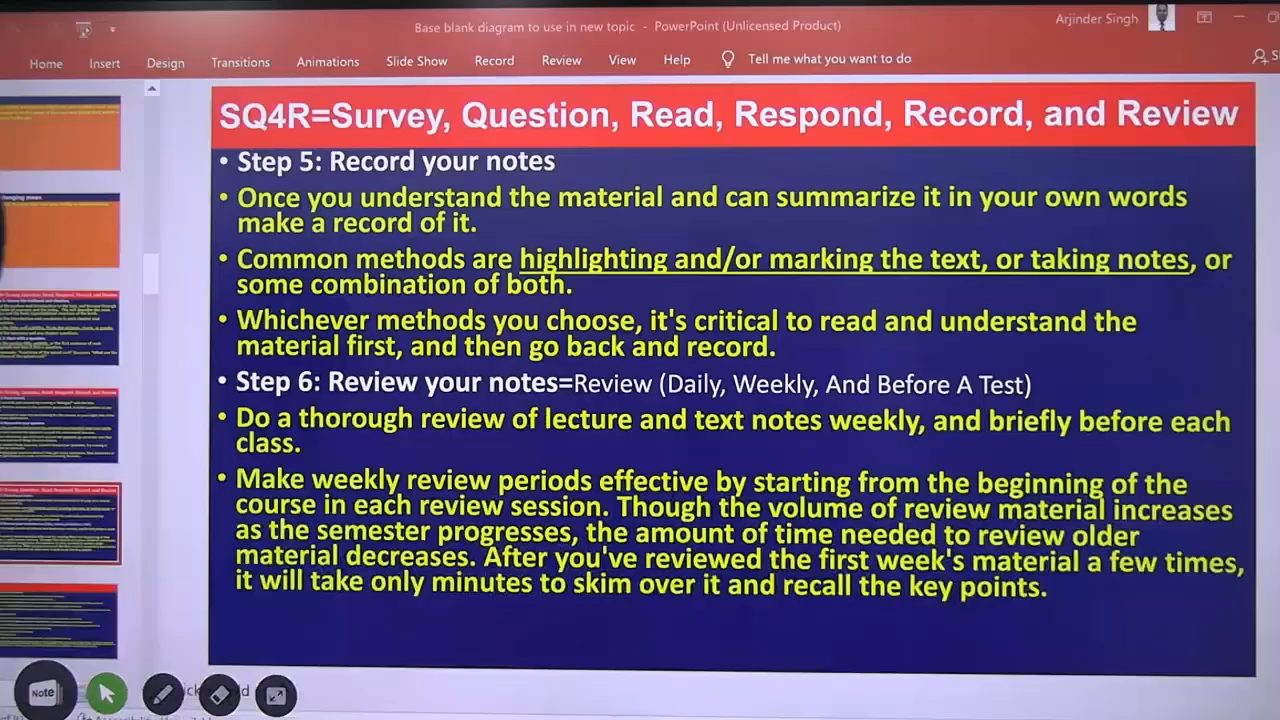 Base blank diagram to use in new topic - PowerPoint (Unlicensed Product)
Arjinder Singh
Home Insert Design Transitions Animations Slide Show Record Review View Help Tell me what you want to do
SQ4R=Survey, Question, Read, Respond, Record, and Review
• Step 5: Record your notes
• Once you understand the material and can summarize it in your own words
make a record of it.
• Common methods are highlighting and/or marking the text, or taking notes, or
some combination of both.
• Whichever methods you choose, it's critical to read and understand the
material first, and then go back and record.
• Step 6: Review your notes=Review (Daily, Weekly, And Before A Test)
• Do a thorough review of lecture and text notes weekly, and briefly before each
class.
• Make weekly review periods effective by starting from the beginning of the
course in each review session. Though the volume of review material increases
as the semester progresses, the amount of time needed to review older
material decreases. After you've reviewed the first week's material a few times,
it will take only minutes to skim over it and recall the key points.
Note